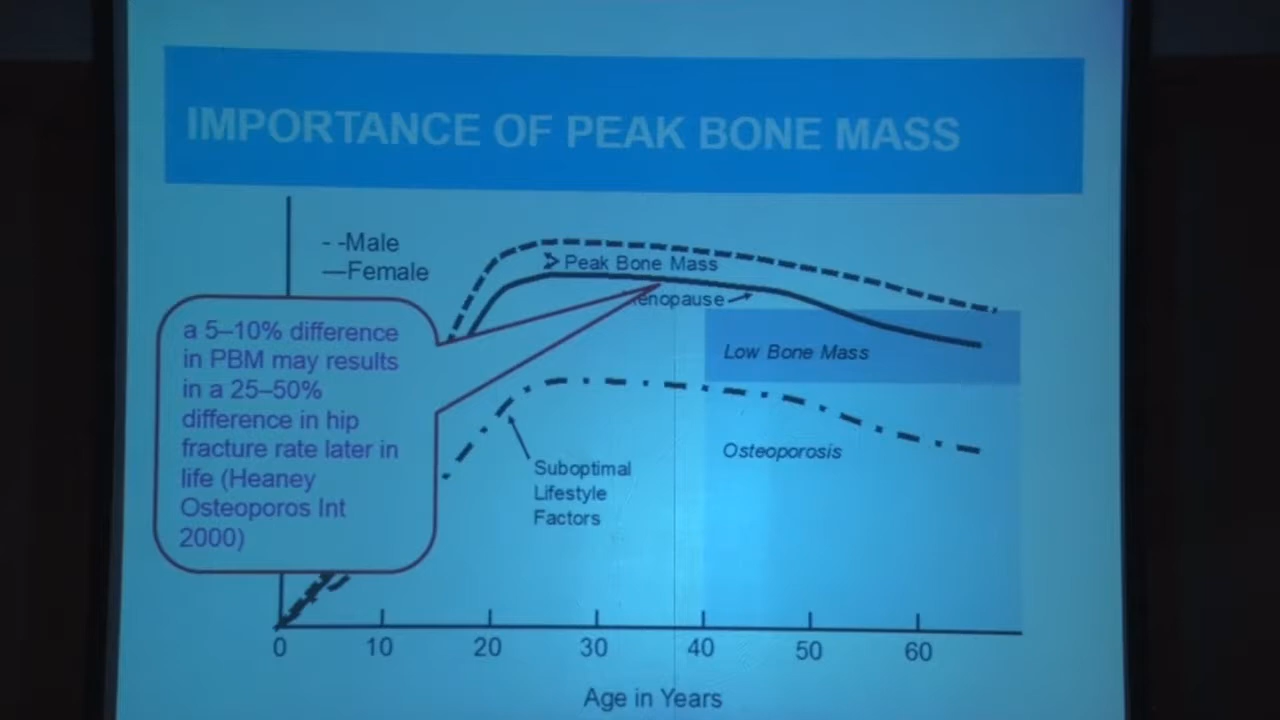 IMPORTANCE OF PEAK BONE MASS
- -Male
—Female
Peak Bone Mass
enopause
a 5–10% difference
in PBM may results
in a 25–50%
difference in hip
fracture rate later in
life (Heaney
Osteoporos Int
2000)
Low Bone Mass
Osteoporosis
Suboptimal
Lifestyle
Factors
0 10 20 30 40 50 60
Age in Years